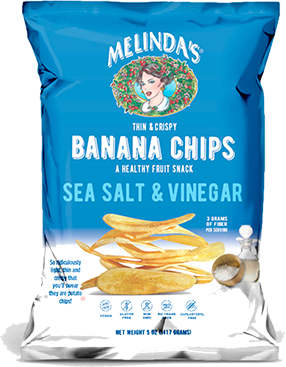 MELINDA'S®
THIN & CRISPY
BANANA CHIPS
A HEALTHY FRUIT SNACK
SEA SALT & VINEGAR
3 GRAMS
OF FIBER
PER SERVING
So ridiculously
light, thin and
crispy that
you'll swear
they are potato
chips!
VEGAN
GLUTEN
FREE
NON
GMO
NO TRANS
FATS
CHOLESTEROL
FREE
NET WEIGHT 5 OZ (141.7 GRAMS)